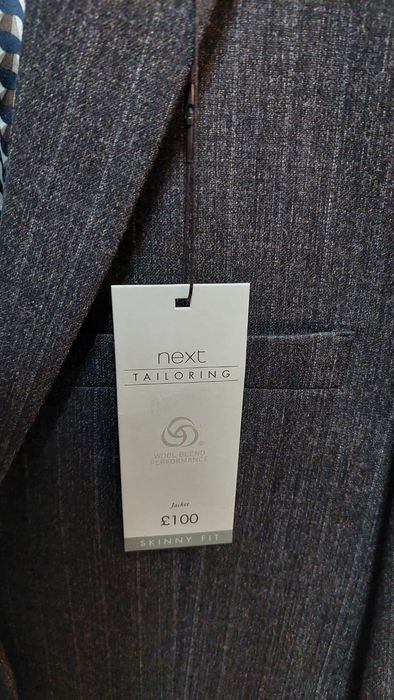 next
TAILORING
®
WOOL BLEND
PERFORMANCE
Jacket
£100
SKINNY FIT